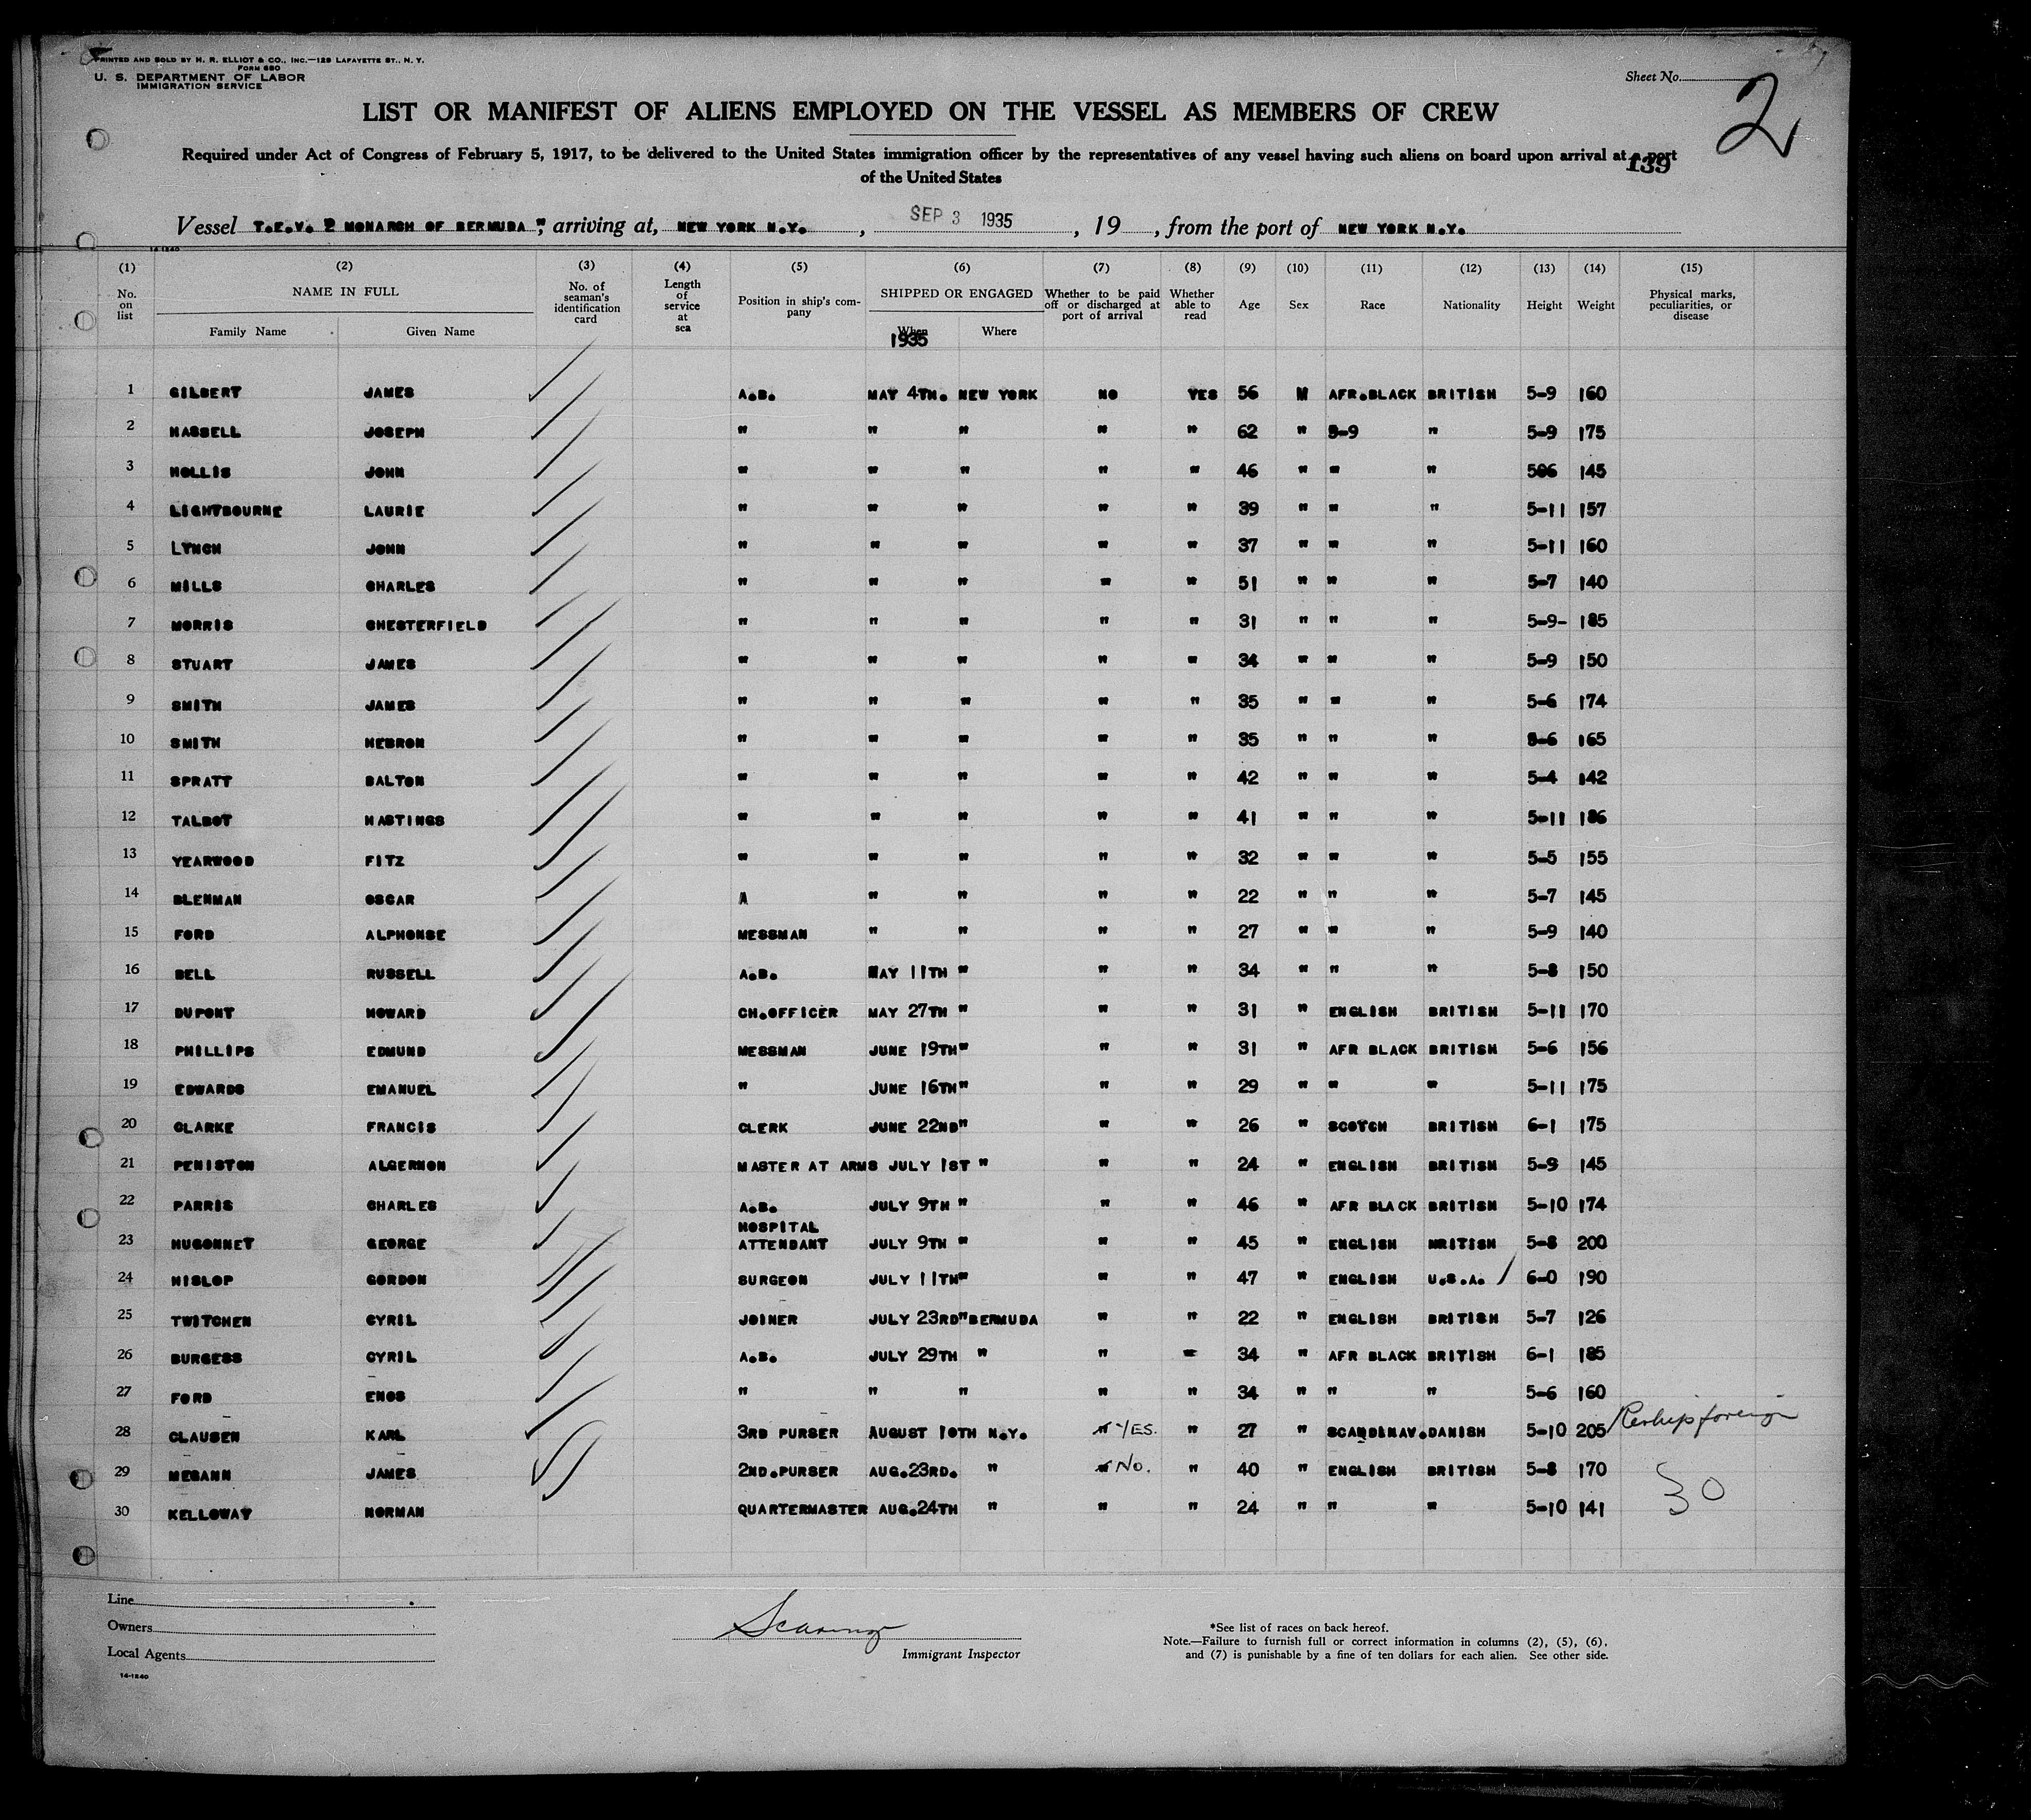 PRINTED AND SOLD BY H. R. ELLIOT & CO., INC.—129 LAFAYETTE ST., N. Y.
FORM 680
U. S. DEPARTMENT OF LABOR
IMMIGRATION SERVICE
Sheet No.
2
LIST OR MANIFEST OF ALIENS EMPLOYED ON THE VESSEL AS MEMBERS OF CREW
Required under Act of Congress of February 5, 1917, to be delivered to the United States immigration officer by the representatives of any vessel having such aliens on board upon arrival at a port
139
of the United States
Vessel T.E.V. " MONARCH OF BERMUDA ", arriving at, NEW YORK N.Y. , SEP 3 1935 , 19 , from the port of NEW YORK N.Y.
14-1240
(1) (2) (3) (4) (5) (6) (7) (8) (9) (10) (11) (12) (13) (14) (15)
No. on list NAME IN FULL Family Name Given Name No. of seaman's identification card Length of service at sea Position in ship's company SHIPPED OR ENGAGED When Where Whether to be paid off or discharged at port of arrival Whether able to read Age Sex Race Nationality Height Weight Physical marks, peculiarities, or disease
1935
1 GILBERT JAMES A.B. MAY 4TH. NEW YORK NO YES 56 M AFR.BLACK BRITISH 5-9 160
2 HASSELL JOSEPH " " " " " 62 " 5-9 " 5-9 175
3 HOLLIS JOHN " " " " " 46 " " " 506 145
4 LIGHTBOURNE LAURIE " " " " " 39 " " " 5-11 157
5 LYNCH JOHN " " " " " 37 " " " 5-11 160
6 MILLS CHARLES " " " " " 51 " " " 5-7 140
7 MORRIS CHESTERFIELD " " " " " 31 " " " 5-9- 185
8 STUART JAMES " " " " " 34 " " " 5-9 150
9 SMITH JAMES " " " " " 35 " " " 5-6 174
10 SMITH HEBRON " " " " " 35 " " " 5-6 165
11 SPRATT DALTON " " " " " 42 " " " 5-4 142
12 TALBOT HASTINGS " " " " " 41 " " " 5-11 186
13 YEARWOOD FITZ " " " " " 32 " " " 5-5 155
14 BLENMAN OSCAR A " " " " 22 " " " 5-7 145
15 FORD ALPHONSE MESSMAN " " " " 27 " " " 5-9 140
16 BELL RUSSELL A.B. MAY 11TH " " " 34 " " " 5-8 150
17 DUPONT HOWARD CH.OFFICER MAY 27TH " " " 31 " ENGLISH BRITISH 5-11 170
18 PHILLIPS EDMUND MESSMAN JUNE 19TH " " " 31 " AFR BLACK BRITISH 5-6 156
19 EDWARDS EMANUEL " JUNE 16TH " " " 29 " " " 5-11 175
20 CLARKE FRANCIS CLERK JUNE 22ND " " " 26 " SCOTCH BRITISH 6-1 175
21 PENISTON ALGERNON MASTER AT ARMS JULY 1ST " " " 24 " ENGLISH BRITISH 5-9 145
22 PARRIS CHARLES A.B. JULY 9TH " " " 46 " AFR BLACK BRITISH 5-10 174
23 HUGONNET GEORGE HOSPITAL ATTENDANT JULY 9TH " " " 45 " ENGLISH MRITISH 5-8 200
24 HISLOP GORDON SURGEON JULY 11TH " " " 47 " ENGLISH U.S.A. 6-0 190
25 TWITCHEN CYRIL JOINER JULY 23RD " BERMUDA " " 22 " ENGLISH BRITISH 5-7 126
26 BURGESS CYRIL A.B. JULY 29TH " " " 34 " AFR BLACK BRITISH 6-1 185
27 FORD ENOS " " " " " 34 " " " 5-6 160
28 CLAUSEN KARL 3RD PURSER AUGUST 10TH N.Y. " YES. " 27 " SCANDINAV. DANISH 5-10 205 Reships foreign
29 MEGANN JAMES 2ND.PURSER AUG.23RD. " " No. " 40 " ENGLISH BRITISH 5-8 170
30 KELLOWAY NORMAN QUARTERMASTER AUG.24TH " " " 24 " " " 5-10 141
30
Line
Owners
Local Agents
14-1240
Immigrant Inspector
*See list of races on back hereof.
Note.—Failure to furnish full or correct information in columns (2), (5), (6),
and (7) is punishable by a fine of ten dollars for each alien. See other side.